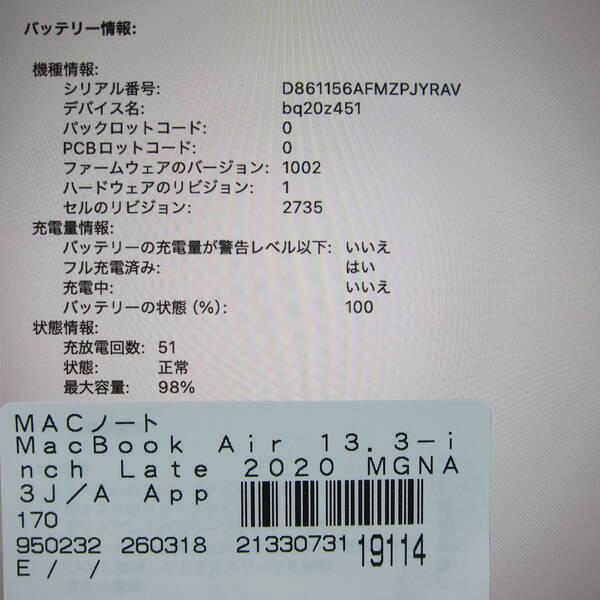 バッテリー情報:
機種情報:
シリアル番号: D861156AFMZPJYRAV
デバイス名: bq20z451
パックロットコード: 0
PCBロットコード: 0
ファームウェアのバージョン: 1002
ハードウェアのリビジョン: 1
セルのリビジョン: 2735
充電量情報:
バッテリーの充電量が警告レベル以下: いいえ
フル充電済み: はい
充電中: いいえ
バッテリーの状態 (%): 100
状態情報:
充放電回数: 51
状態: 正常
最大容量: 98%
MACノート
MacBook Air 13.3-i
nch Late 2020 MGNA
3J/A App
170
950232 260318 21330731 19114
E / /